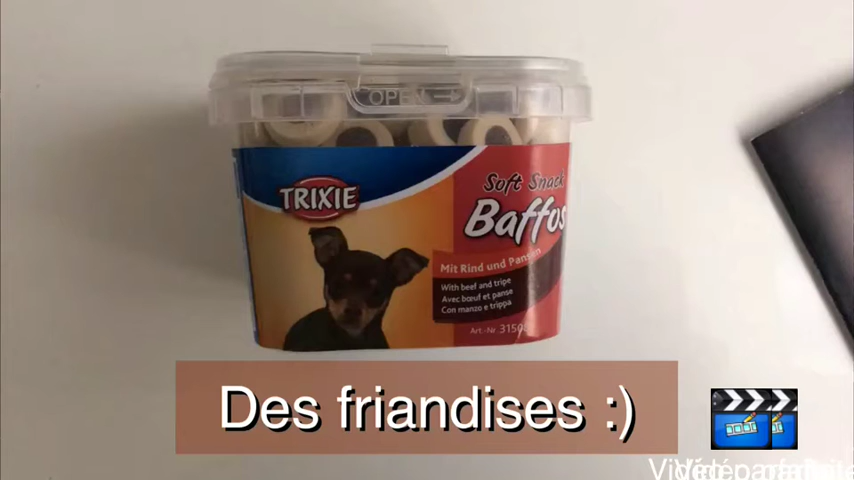 OPEN
TRIXIE
Soft Snack
Baffos
Mit Rind und Pansen
With beef and tripe
Avec bœuf et panse
Con manzo e trippa
Art.-Nr. 3150
Des friandises :)